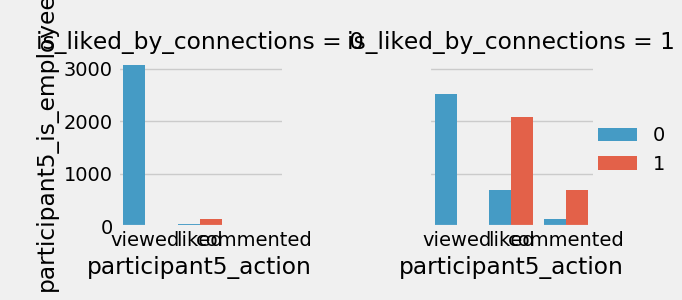 is_liked_by_connections = 0
is_liked_by_connections = 1
participant5_is_employee
3000
2000
1000
0
viewed liked commented
viewed liked commented
participant5_action
participant5_action
0
1